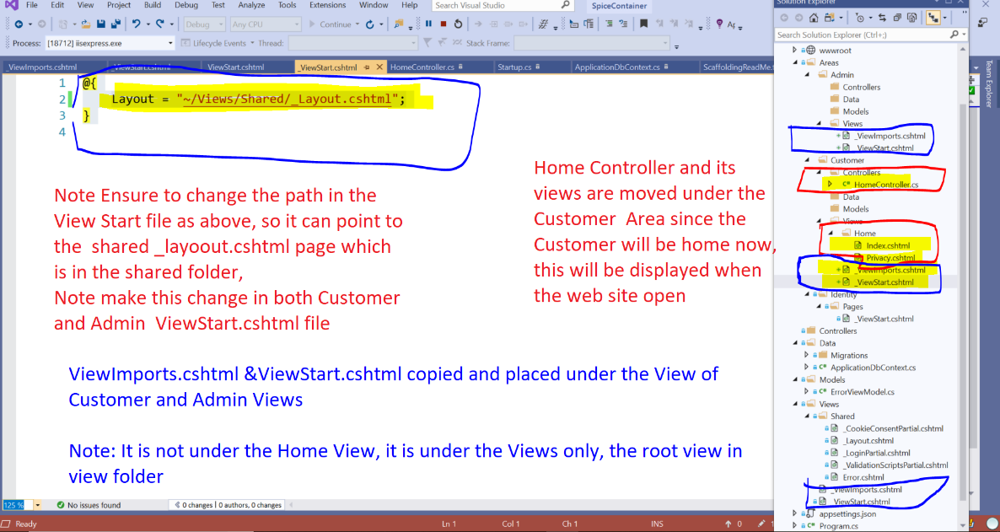 File Edit View Project Build Debug Test Analyze Tools Extensions Window Help Search Visual Studio SpiceContainer
Solution Explorer
Debug Any CPU Continue
Search Solution Explorer (Ctrl+;)
Process: [18712] iisexpress.exe Lifecycle Events Thread: Stack Frame:
_ViewImports.cshtml _ViewStart.cshtml _ViewStart.cshtml _ViewStart.cshtml HomeController.cs Startup.cs ApplicationDbContext.cs ScaffoldingReadMe.t
1 @{
2 Layout = "~/Views/Shared/_Layout.cshtml";
3 }
4
Note Ensure to change the path in the
View Start file as above, so it can point to
the shared _layoout.cshtml page which
is in the shared folder,
Note make this change in both Customer
and Admin ViewStart.cshtml file
Home Controller and its
views are moved under the
Customer Area since the
Customer will be home now,
this will be displayed when
the web site open
ViewImports.cshtml &ViewStart.cshtml copied and placed under the View of
Customer and Admin Views
Note: It is not under the Home View, it is under the Views only, the root view in
view folder
wwwroot
Areas
Admin
Controllers
Data
Models
Views
_ViewImports.cshtml
_ViewStart.cshtml
Customer
Controllers
C# HomeController.cs
Data
Models
Views
Home
Index.cshtml
Privacy.cshtml
_ViewImports.cshtml
_ViewStart.cshtml
Identity
Pages
_ViewStart.cshtml
Controllers
Data
Migrations
C# ApplicationDbContext.cs
Models
C# ErrorViewModel.cs
Views
Shared
_CookieConsentPartial.cshtml
_Layout.cshtml
_LoginPartial.cshtml
_ValidationScriptsPartial.cshtml
Error.cshtml
_ViewImports.cshtml
_ViewStart.cshtml
appsettings.json
C# Program.cs
Team Explorer
125 % No issues found 0 changes | 0 authors, 0 changes
Ready Ln 1 Col 1 Ch 1 INS 0 1